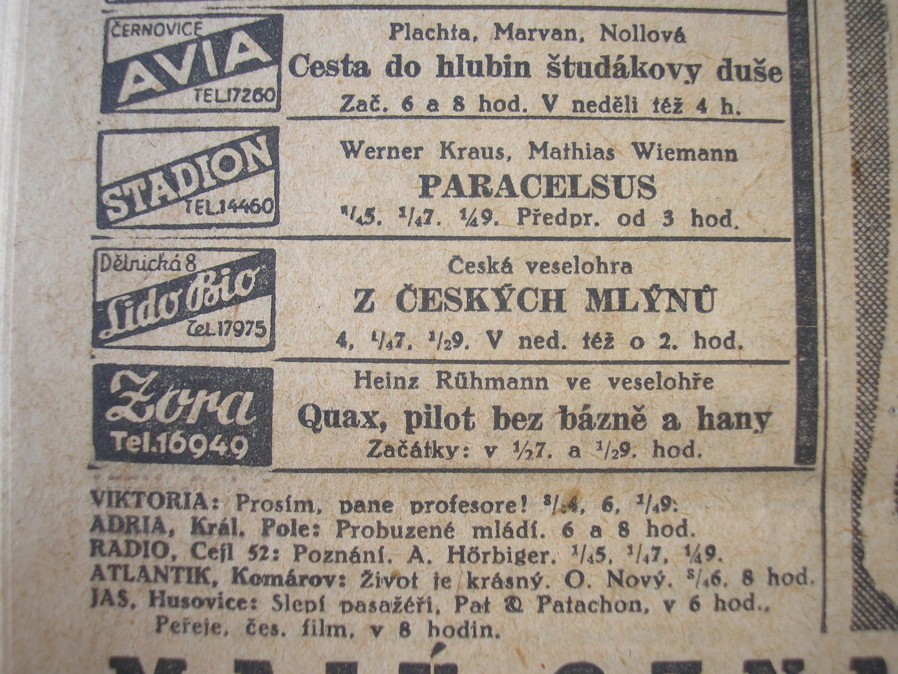 ČERNOVICE
AVIA
TEL.17260
Plachta, Marvan, Nollová
Cesta do hlubin študákovy duše
Zač. 6 a 8 hod. V neděli též 4 h.
STADION
TEL.14460
Werner Kraus, Mathias Wiemann
PARACELSUS
¼5. ¼7. ¼9. Předpr. od 3 hod.
Dělnická 8
Lido Bio
Tel.17975
Česká veselohra
Z ČESKÝCH MLÝNŮ
4, ¼7. ½9. V ned. též o 2. hod.
Zora
Tel.16949
Heinz Rühmann ve veselohře
Quax, pilot bez bázně a hany
Začátky: v ½7. a ½9. hod.
VIKTORIA: Prosím, pane profesore! ¾4, 6, ¼9.
ADRIA, Král. Pole: Probuzené mládí. 6 a 8 hod.
RADIO, Cejl 52: Poznání. A. Hörbiger. ¼5, ¼7, ¼9.
ATLANTIK, Komárov: Život je krásný. O. Nový. ¾6. 8 hod.
JAS, Husovice: Slepí pasažéři, Pat & Patachon, v 6 hod.,
Peřeje, čes. film, v 8 hodin.